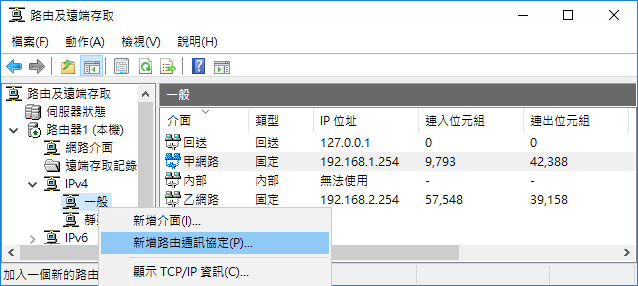 路由及遠端存取
檔案(F) 動作(A) 檢視(V) 說明(H)
路由及遠端存取
伺服器狀態
路由器1 (本機)
網路介面
遠端存取記錄
IPv4
一般
靜
IPv6
一般
介面 類型 IP 位址 連入位元組 連出位元組
回送 固定 127.0.0.1 0 0
甲網路 固定 192.168.1.254 9,793 42,388
內部 固定 無法使用 - -
乙網路 固定 192.168.2.254 57,548 39,158
新增介面(I)...
新增路由通訊協定(P)...
顯示 TCP/IP 資訊(C)...
加入一個新的路由